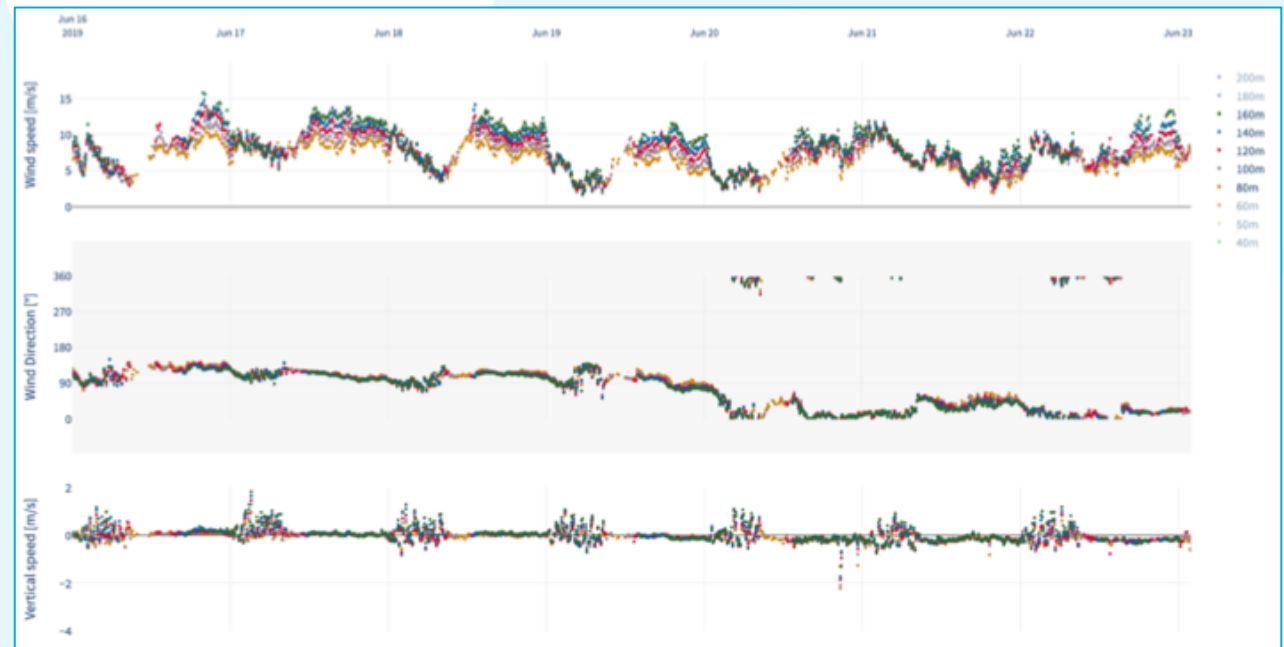 Jun 16
2019
Jun 17
Jun 18
Jun 19
Jun 20
Jun 21
Jun 22
Jun 23
Wind speed [m/s]
15
10
5
0
200m
180m
160m
140m
120m
100m
80m
60m
50m
40m
Wind Direction [°]
360
270
180
90
0
Vertical speed [m/s]
2
0
−2
−4